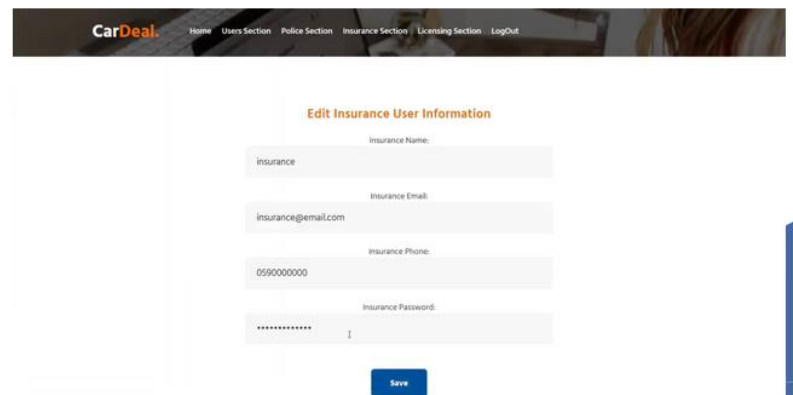 CarDeal. Home Users Section Police Section Insurance Section Licensing Section LogOut
Edit Insurance User Information
Insurance Name:
insurance
Insurance Email:
insurance@email.com
Insurance Phone:
0590000000
Insurance Password:
•••••••••••••
Save